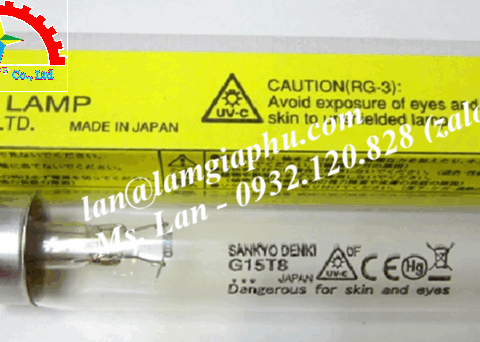 Co., Ltd
LAMP
LTD.
MADE IN JAPAN
CAUTION(RG-3):
Avoid exposure of eyes and
skin to unshielded lamp
UV-C
lan@lamgiaphu.com
Ms. Lan - 0932.120.828 (zalo
SANKYO DENKI
G15T8
JAPAN
OF
UV-C
CE
Hg
Dangerous for skin and eyes